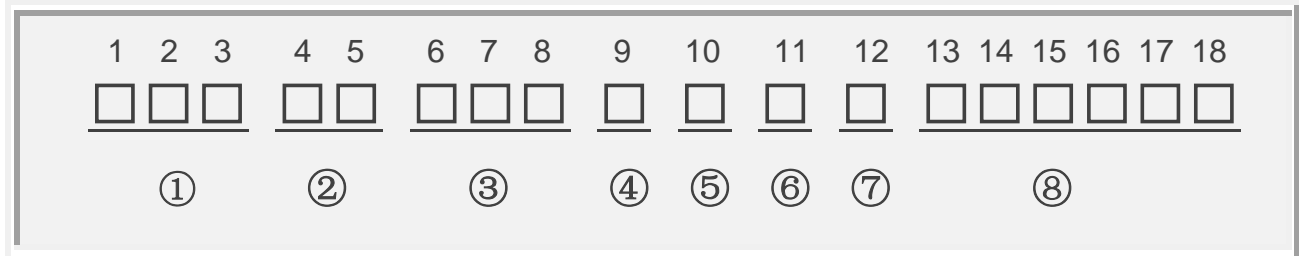 1 2 3 4 5 6 7 8 9 10 11 12 13 14 15 16 17 18
□□□ □□ □□□ □ □ □ □ □□□□□□
① ② ③ ④ ⑤ ⑥ ⑦ ⑧